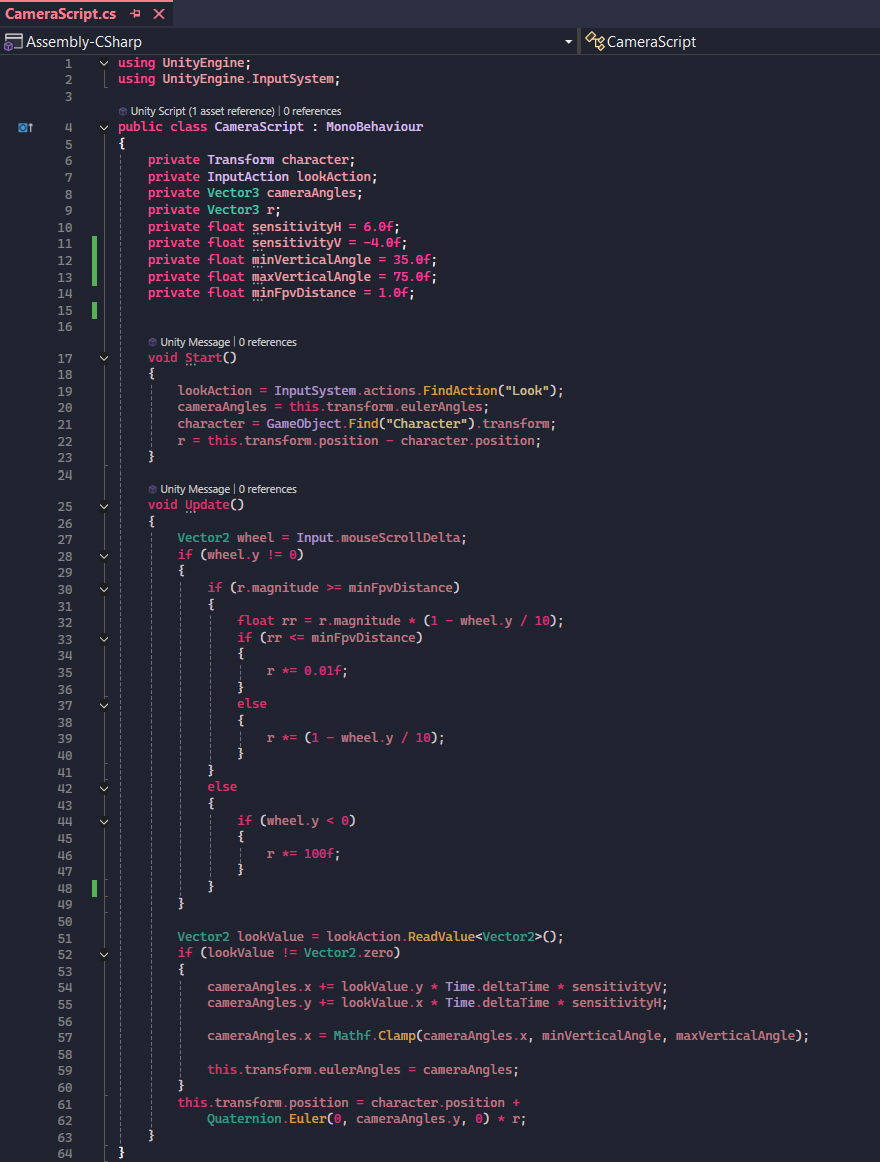 CameraScript.cs
Assembly-CSharp CameraScript
1 using UnityEngine;
2 using UnityEngine.InputSystem;
3
Unity Script (1 asset reference) | 0 references
4 public class CameraScript : MonoBehaviour
5 {
6 private Transform character;
7 private InputAction lookAction;
8 private Vector3 cameraAngles;
9 private Vector3 r;
10 private float sensitivityH = 6.0f;
11 private float sensitivityV = -4.0f;
12 private float minVerticalAngle = 35.0f;
13 private float maxVerticalAngle = 75.0f;
14 private float minFpvDistance = 1.0f;
15
16
Unity Message | 0 references
17 void Start()
18 {
19 lookAction = InputSystem.actions.FindAction("Look");
20 cameraAngles = this.transform.eulerAngles;
21 character = GameObject.Find("Character").transform;
22 r = this.transform.position - character.position;
23 }
24
Unity Message | 0 references
25 void Update()
26 {
27 Vector2 wheel = Input.mouseScrollDelta;
28 if (wheel.y != 0)
29 {
30 if (r.magnitude >= minFpvDistance)
31 {
32 float rr = r.magnitude * (1 - wheel.y / 10);
33 if (rr <= minFpvDistance)
34 {
35 r *= 0.01f;
36 }
37 else
38 {
39 r *= (1 - wheel.y / 10);
40 }
41 }
42 else
43 {
44 if (wheel.y < 0)
45 {
46 r *= 100f;
47 }
48 }
49 }
50
51 Vector2 lookValue = lookAction.ReadValue<Vector2>();
52 if (lookValue != Vector2.zero)
53 {
54 cameraAngles.x += lookValue.y * Time.deltaTime * sensitivityV;
55 cameraAngles.y += lookValue.x * Time.deltaTime * sensitivityH;
56
57 cameraAngles.x = Mathf.Clamp(cameraAngles.x, minVerticalAngle, maxVerticalAngle);
58
59 this.transform.eulerAngles = cameraAngles;
60 }
61 this.transform.position = character.position +
62 Quaternion.Euler(0, cameraAngles.y, 0) * r;
63 }
64 }